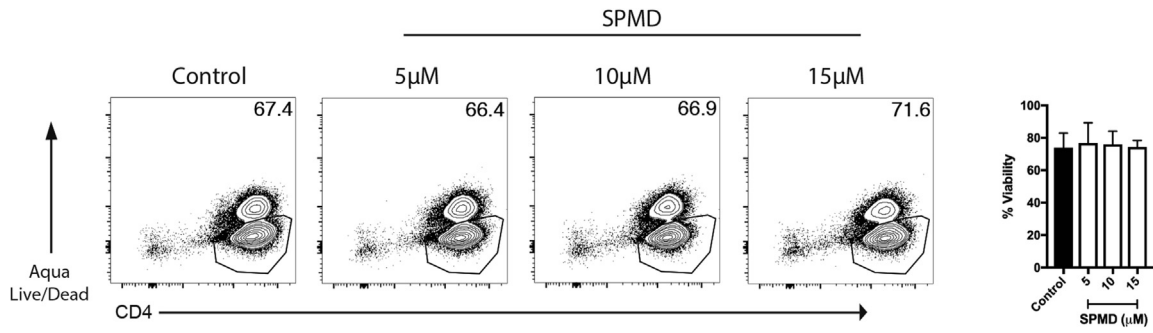 SPMD
Control
5µM
10µM
15µM
67.4
66.4
66.9
71.6
Aqua
Live/Dead
CD4
% Viability
100
80
60
40
20
0
Control
5
10
15
SPMD (µM)